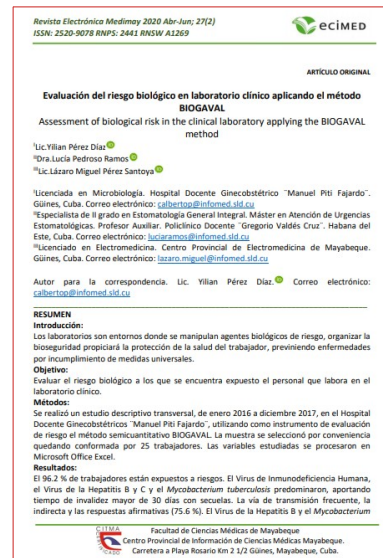 Revista Electrónica Medimay 2020 Abr-Jun; 27(2)
ISSN: 2520-9078 RNPS: 2441 RNSW A1269
ecimed
ARTÍCULO ORIGINAL
Evaluación del riesgo biológico en laboratorio clínico aplicando el método
BIOGAVAL
Assessment of biological risk in the clinical laboratory applying the BIOGAVAL
method
ILic.Yilian Pérez Díaz
IIDra.Lucía Pedroso Ramos
IIILic.Lázaro Miguel Pérez Santoya
ILicenciada en Microbiología. Hospital Docente Ginecobstétrico ¨Manuel Piti Fajardo¨.
Güines, Cuba. Correo electrónico: calbertop@infomed.sld.cu
IIEspecialista de II grado en Estomatología General Integral. Máster en Atención de Urgencias
Estomatológicas. Profesor Auxiliar. Policlínico Docente ¨Gregorio Valdés Cruz¨. Habana del
Este, Cuba. Correo electrónico: luciaramos@infomed.sld.cu
IIILicenciado en Electromedicina. Centro Provincial de Electromedicina de Mayabeque.
Güines, Cuba. Correo electrónico: lazaro.miguel@infomed.sld.cu
Autor para la correspondencia. Lic. Yilian Pérez Díaz. Correo electrónico:
calbertop@infomed.sld.cu
RESUMEN
Introducción:
Los laboratorios son entornos donde se manipulan agentes biológicos de riesgo, organizar la
bioseguridad propiciará la protección de la salud del trabajador, previniendo enfermedades
por incumplimiento de medidas universales.
Objetivo:
Evaluar el riesgo biológico a los que se encuentra expuesto el personal que labora en el
laboratorio clínico.
Métodos:
Se realizó un estudio descriptivo transversal, de enero 2016 a diciembre 2017, en el Hospital
Docente Ginecobstétricos ¨Manuel Piti Fajardo¨, utilizando como instrumento de evaluación
de riesgo el método semicuantitativo BIOGAVAL. La muestra se seleccionó por conveniencia
quedando conformada por 25 trabajadores. Las variables estudiadas se procesaron en
Microsoft Office Excel.
Resultados:
El 96.2 % de trabajadores están expuestos a riesgos. El Virus de Inmunodeficiencia Humana,
el Virus de la Hepatitis B y C y el Mycobacterium tuberculosis predominaron, aportando
tiempo de invalidez mayor de 30 días con secuelas. La vía de transmisión frecuente, la
indirecta y las respuestas afirmativas (75.6 %). El Virus de la Hepatitis B y el Mycobacterium
CITMA
Facultad de Ciencias Médicas de Mayabeque
Centro Provincial de Información de Ciencias Médicas de Mayabeque.
Carretera a Playa Rosario Km 2 1/2 Güines, Mayabeque, Cuba.